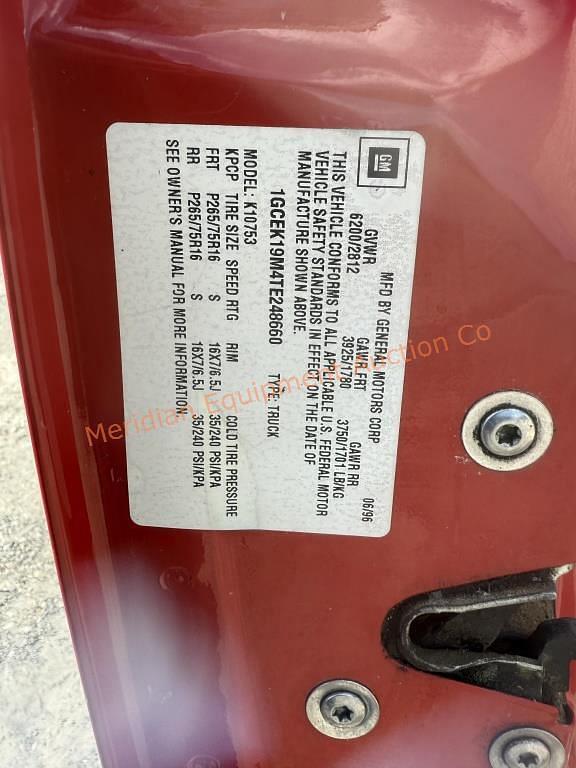 GM
MFD BY GENERAL MOTORS CORP 06/96
GVWR GAWR FRT GAWR RR
6200/2812 3925/1780 3750/1701 LB/KG
THIS VEHICLE CONFORMS TO ALL APPLICABLE U.S. FEDERAL MOTOR
VEHICLE SAFETY STANDARDS IN EFFECT ON THE DATE OF
MANUFACTURE SHOWN ABOVE.
1GCEK19M4TE248660 TYPE: TRUCK
MODEL: K10753
KPCP TIRE SIZE SPEED RTG RIM COLD TIRE PRESSURE
FRT P265/75R16 S 16X7/6.5J 35/240 PSI/KPA
RR P265/75R16 S 16X7/6.5J 35/240 PSI/KPA
SEE OWNER'S MANUAL FOR MORE INFORMATION
Meridian Equipment Auction Co